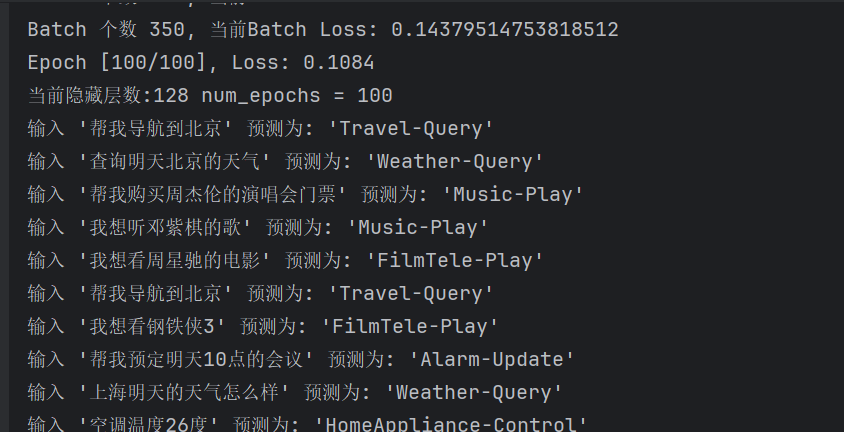 Batch 个数 350, 当前Batch Loss: 0.14379514753818512
Epoch [100/100], Loss: 0.1084
当前隐藏层数:128 num_epochs = 100
输入 '帮我导航到北京' 预测为: 'Travel-Query'
输入 '查询明天北京的天气' 预测为: 'Weather-Query'
输入 '帮我购买周杰伦的演唱会门票' 预测为: 'Music-Play'
输入 '我想听邓紫棋的歌' 预测为: 'Music-Play'
输入 '我想看周星驰的电影' 预测为: 'FilmTele-Play'
输入 '帮我导航到北京' 预测为: 'Travel-Query'
输入 '我想看钢铁侠3' 预测为: 'FilmTele-Play'
输入 '帮我预定明天10点的会议' 预测为: 'Alarm-Update'
输入 '上海明天的天气怎么样' 预测为: 'Weather-Query'
输入 '空调温度26度' 预测为: 'HomeAppliance-Control'